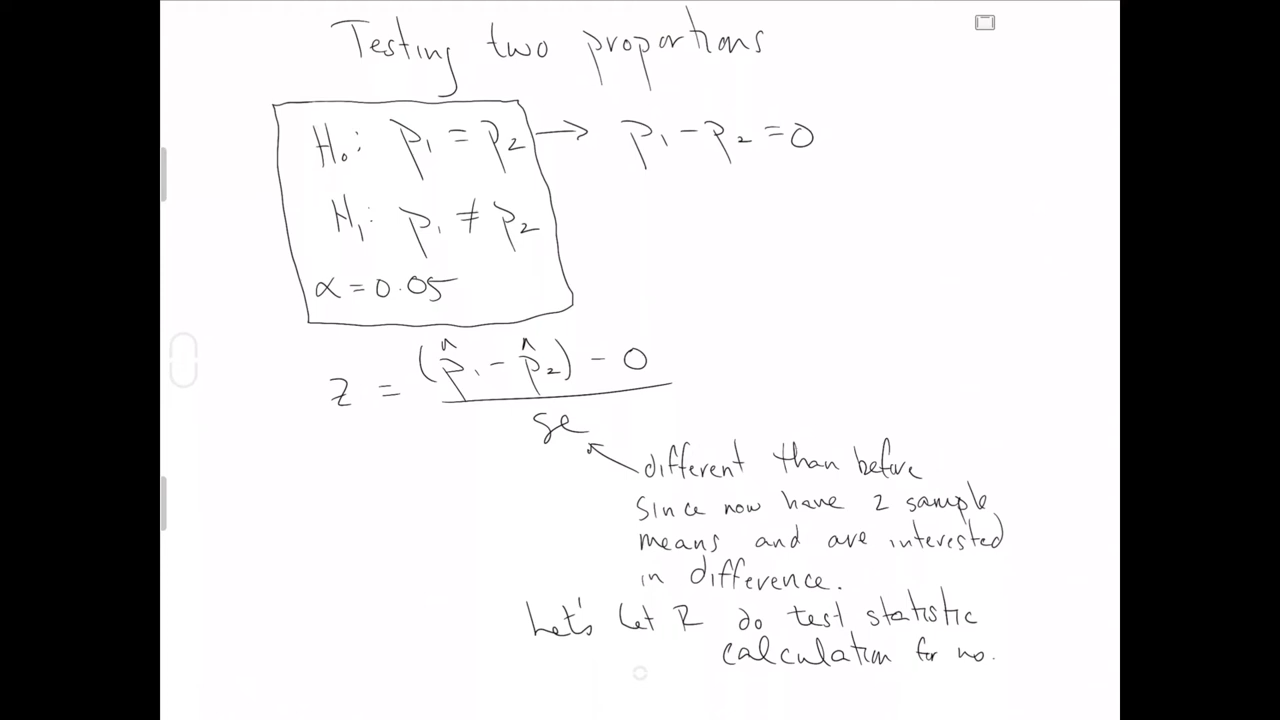 Testing two proportions
H₀: p₁ = p₂ → p₁ - p₂ = 0
H₁: p₁ ≠ p₂
α = 0.05
z = (p̂₁ - p̂₂) - 0
se
different than before
since now have 2 sample
means and are interested
in difference.
Let's let R do test statistic
calculation for